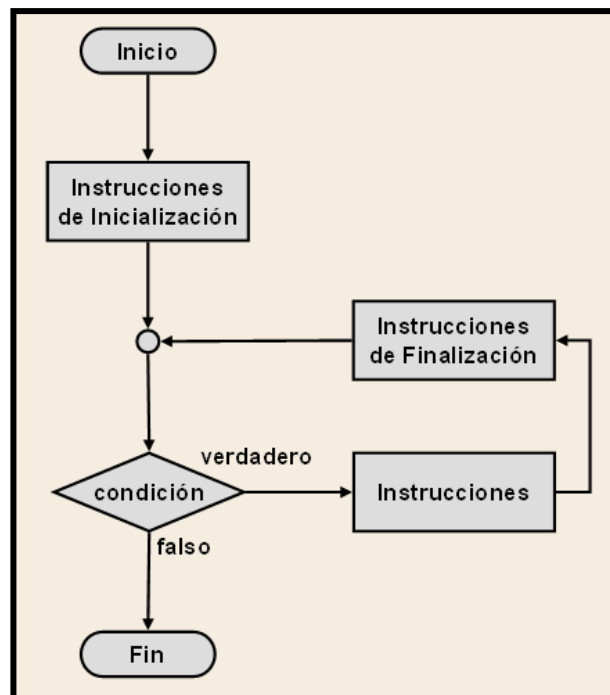 Inicio
Instrucciones
de Inicialización
Instrucciones
de Finalización
verdadero
condición
Instrucciones
falso
Fin